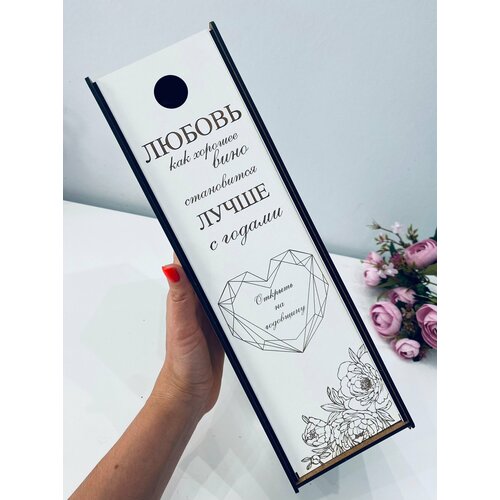 ЛЮБОВЬ
как хорошее
вино
становится
ЛУЧШЕ
с годами
Открыть
на
годовщину